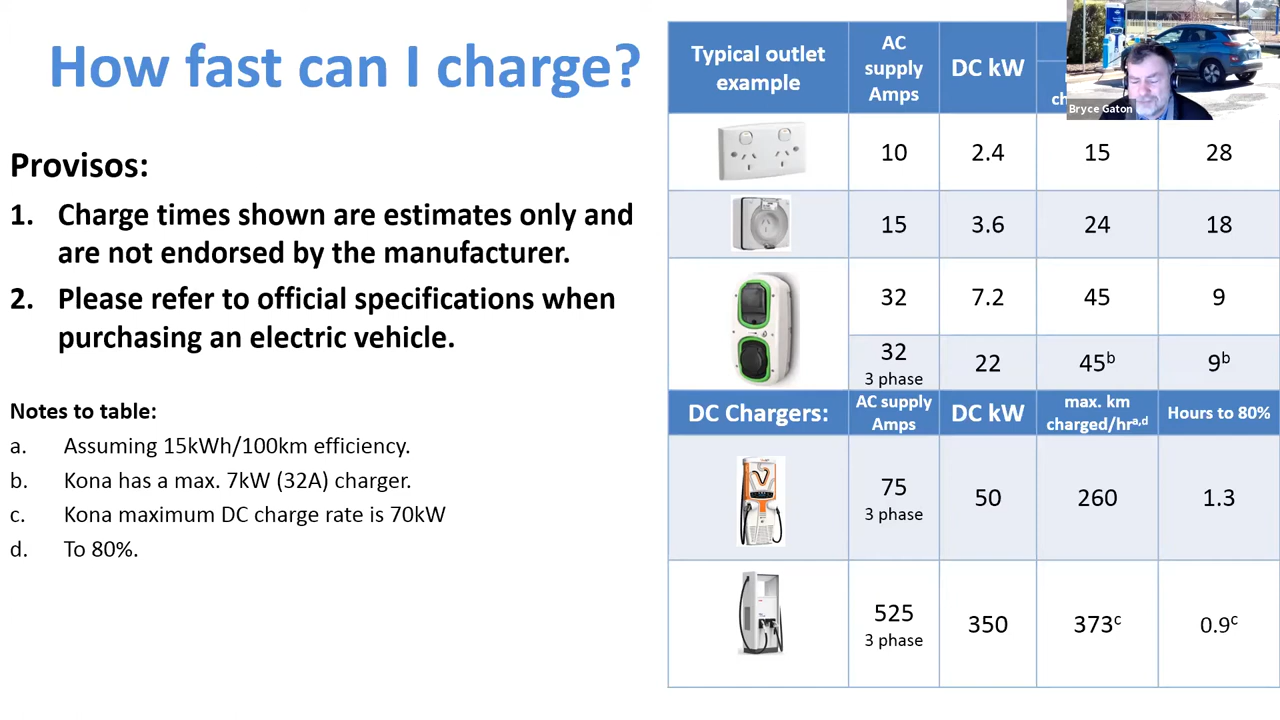 How fast can I charge?
Provisos:
1. Charge times shown are estimates only and
are not endorsed by the manufacturer.
2. Please refer to official specifications when
purchasing an electric vehicle.
Notes to table:
a. Assuming 15kWh/100km efficiency.
b. Kona has a max. 7kW (32A) charger.
c. Kona maximum DC charge rate is 70kW
d. To 80%.
Typical outlet
example
AC
supply
Amps
DC kW
Bryce Gaton
10 2.4 15 28
15 3.6 24 18
32 7.2 45 9
32
3 phase
22 45ᵇ 9ᵇ
DC Chargers:
AC supply
Amps
DC kW
max. km
charged/hrᵃ,ᵈ
Hours to 80%
75
3 phase
50 260 1.3
525
3 phase
350 373ᶜ 0.9ᶜ